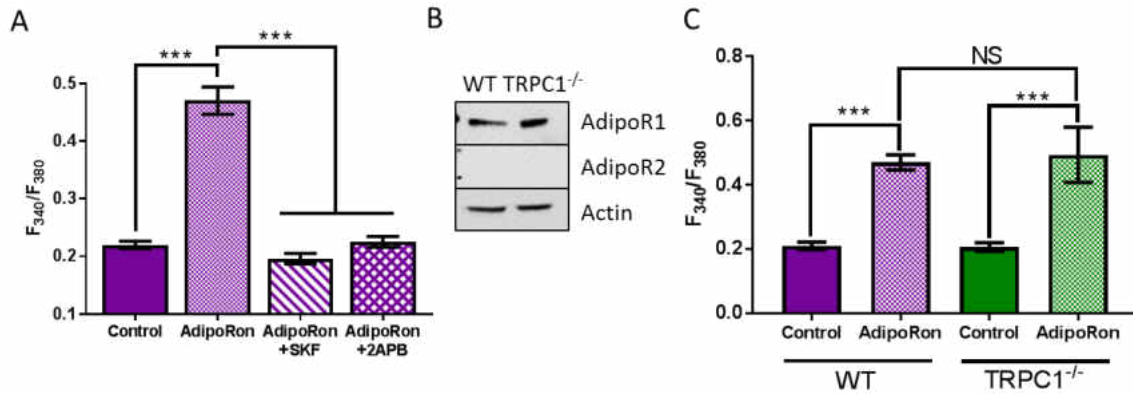 A
***
***
0.5
0.4
0.3
0.2
0.1
F340/F380
Control
AdipoRon
AdipoRon
+SKF
AdipoRon
+2APB
B
WT TRPC1-/-
AdipoR1
AdipoR2
Actin
C
NS
***
***
0.8
0.6
0.4
0.2
0.0
F340/F380
Control
AdipoRon
Control
AdipoRon
WT
TRPC1-/-